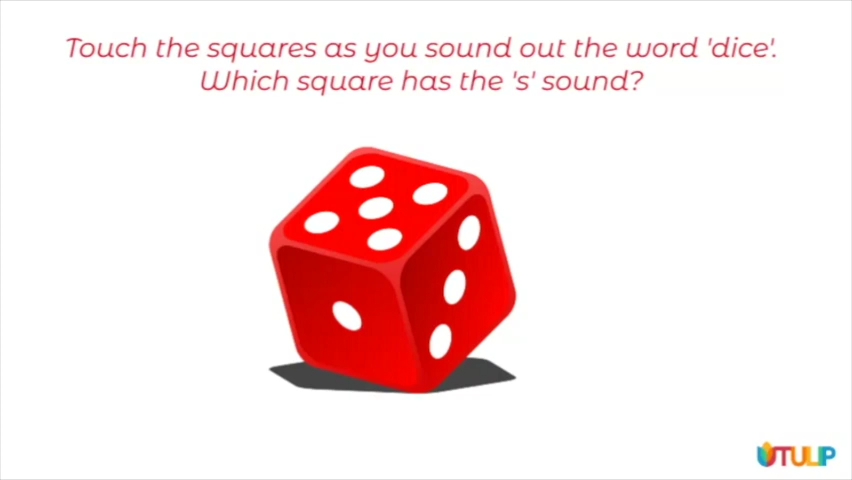 Touch the squares as you sound out the word 'dice'.
Which square has the 's' sound?
TULIP